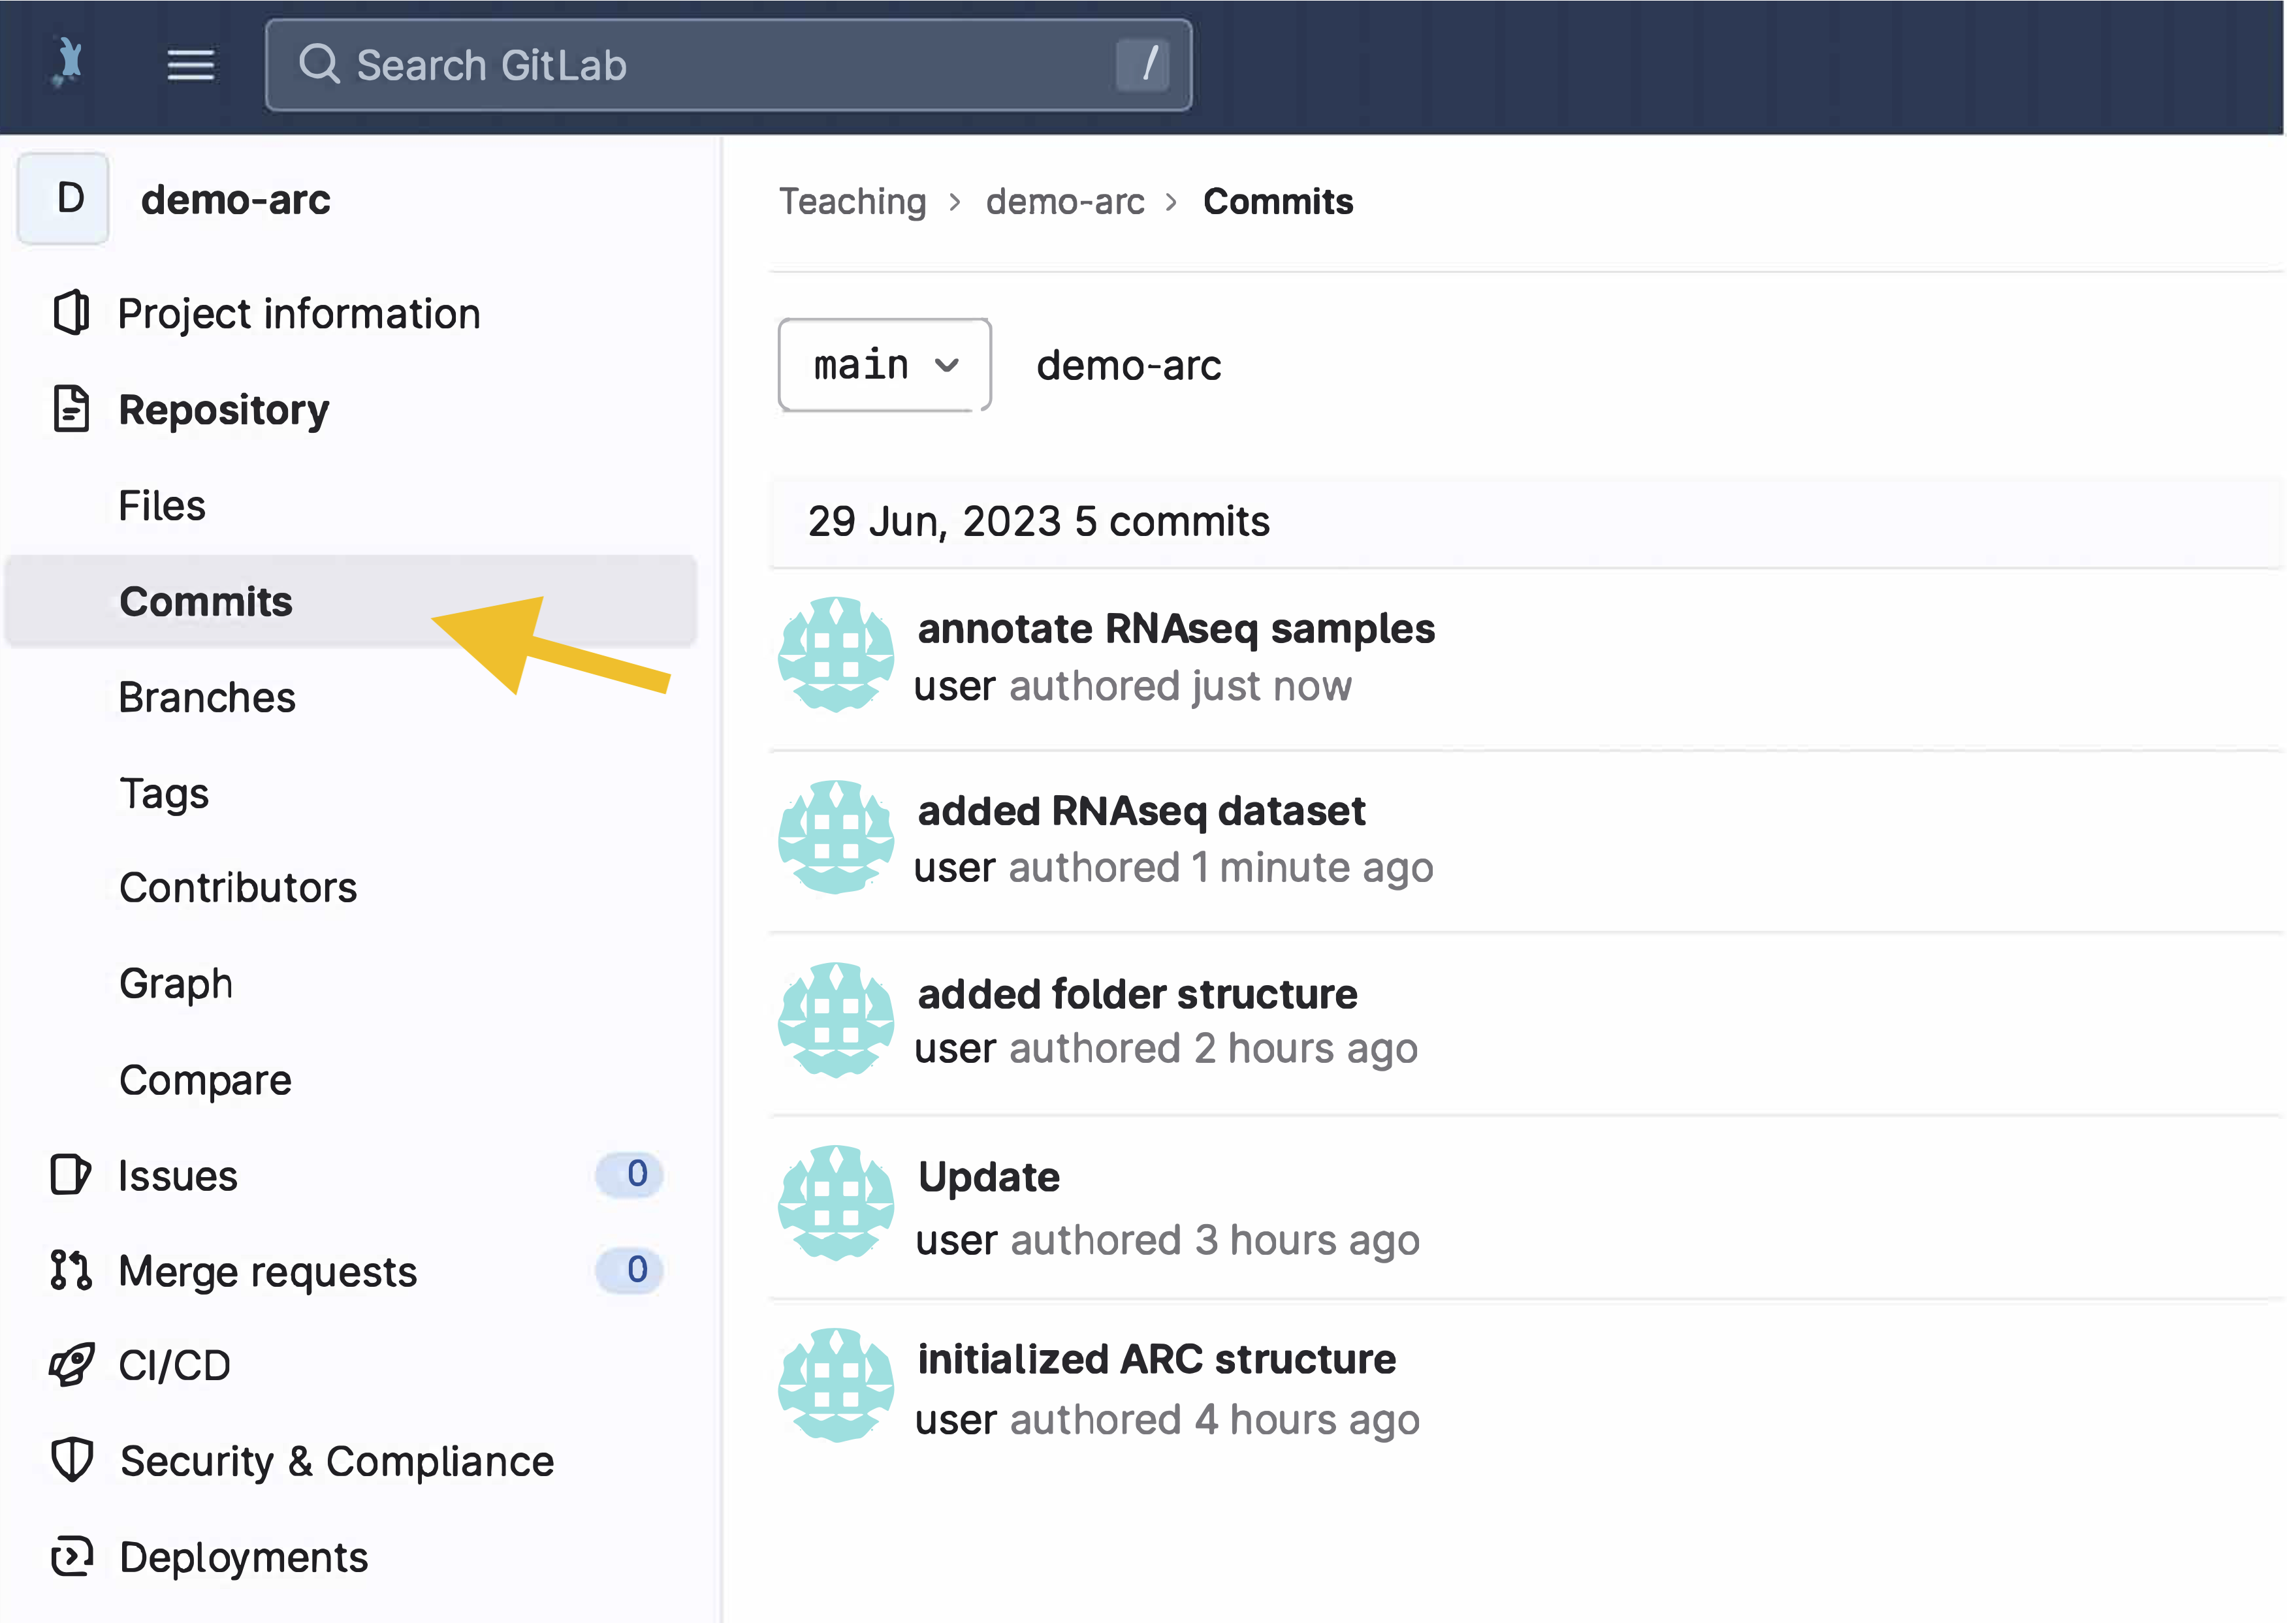 Search GitLab /
D demo-arc
Project information
Repository
Files
Commits
Branches
Tags
Contributors
Graph
Compare
Issues 0
Merge requests 0
CI/CD
Security & Compliance
Deployments
Teaching > demo-arc > Commits
main demo-arc
29 Jun, 2023 5 commits
annotate RNAseq samples
user authored just now
added RNAseq dataset
user authored 1 minute ago
added folder structure
user authored 2 hours ago
Update
user authored 3 hours ago
initialized ARC structure
user authored 4 hours ago